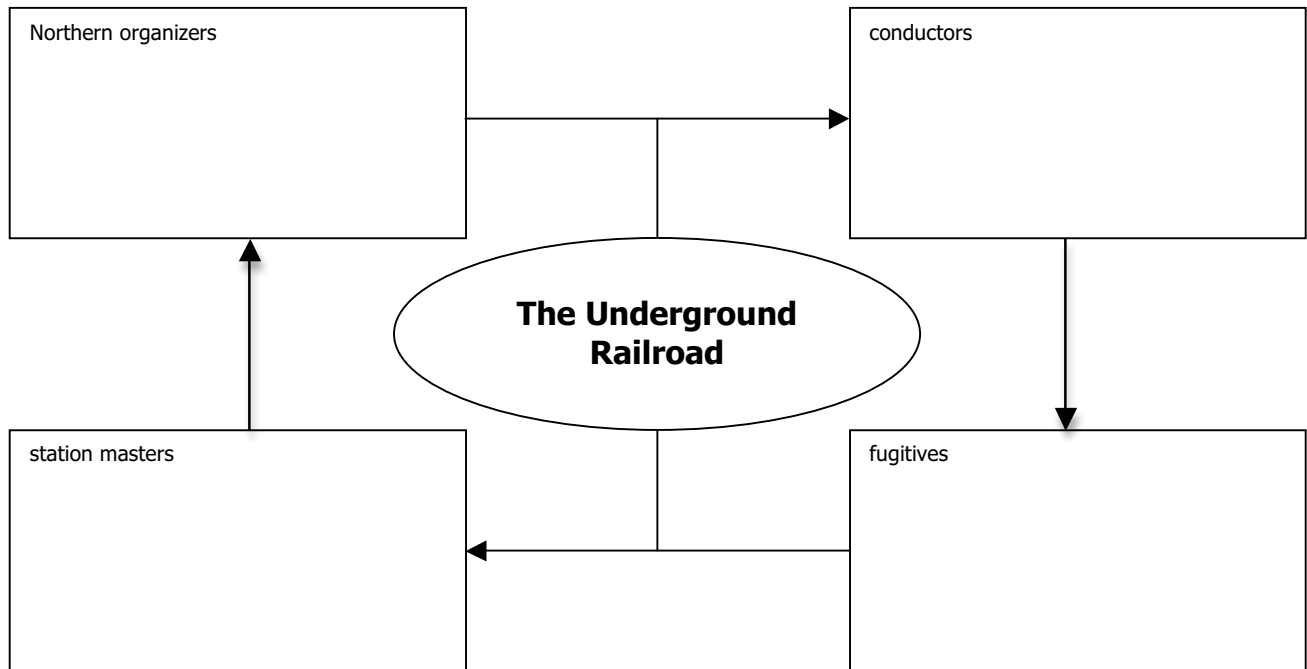 Northern organizers
conductors
The Underground
Railroad
station masters
fugitives